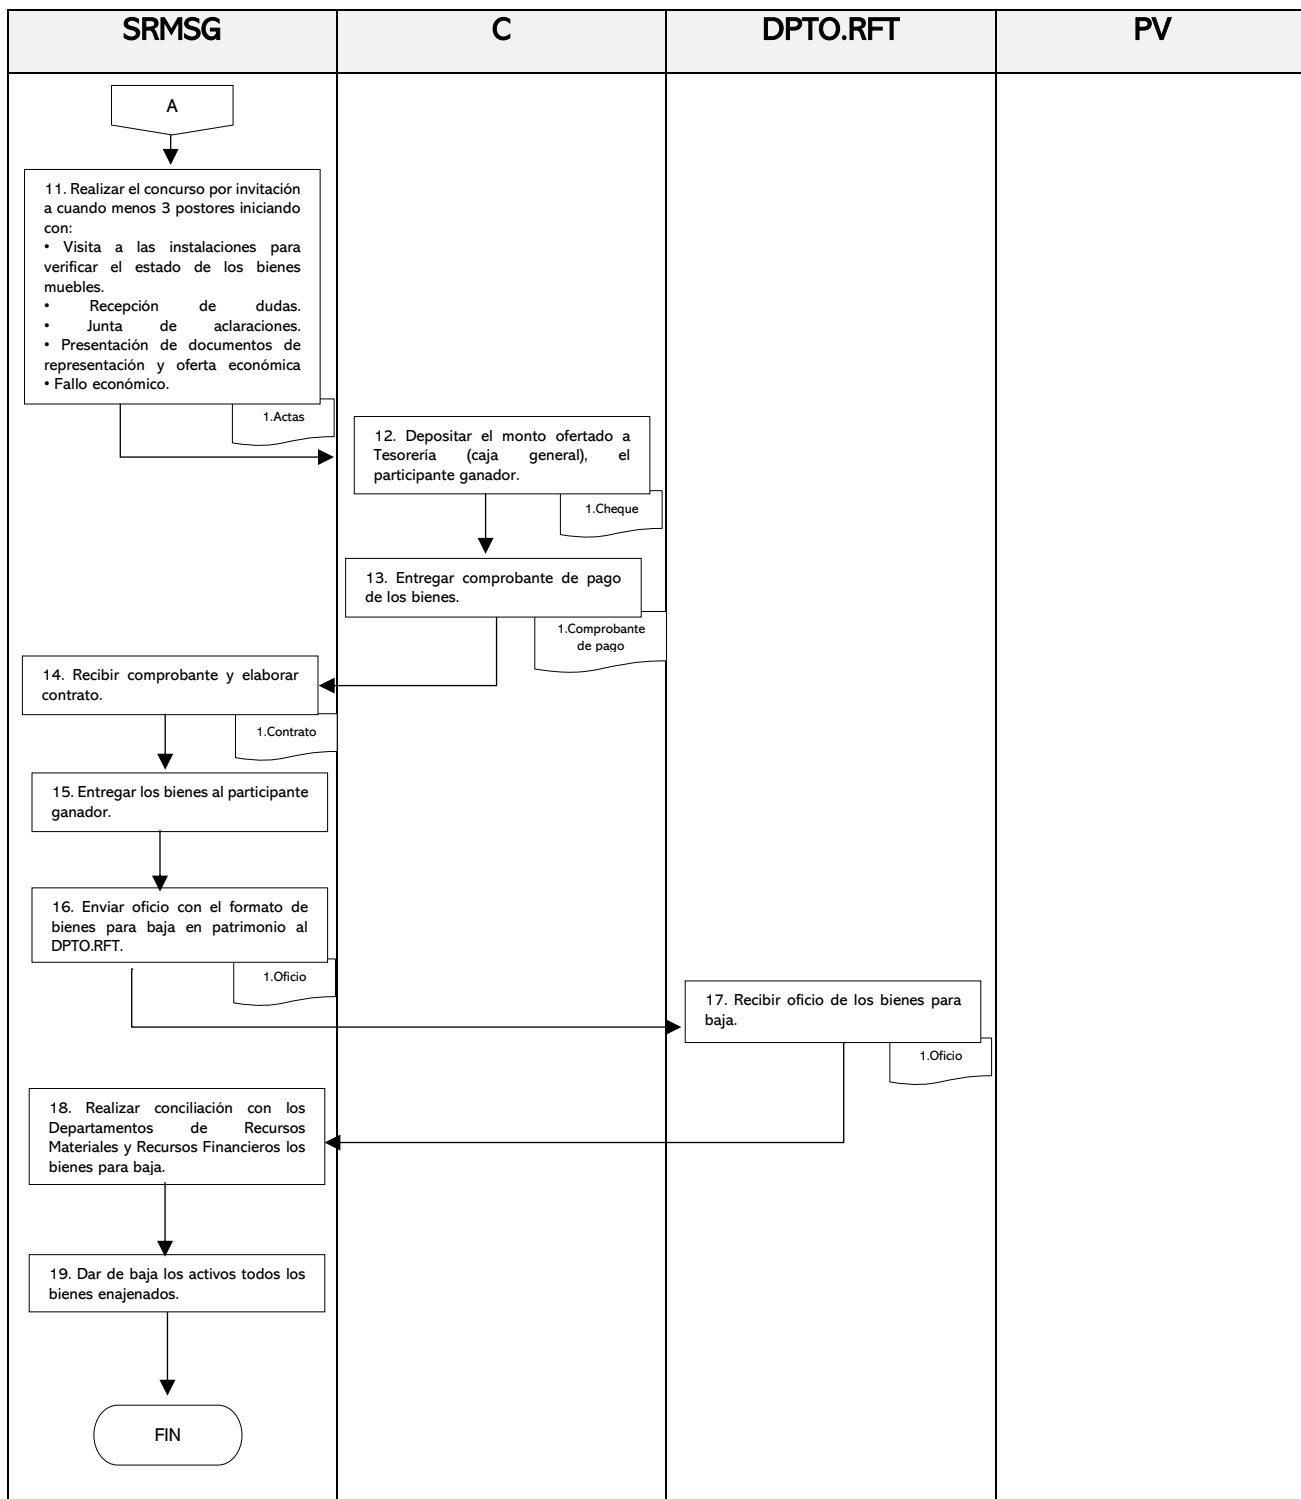 SRMSG
C
DPTO.RFT
PV
A
11. Realizar el concurso por invitación
a cuando menos 3 postores iniciando
con:
• Visita a las instalaciones para
verificar el estado de los bienes
muebles.
• Recepción de dudas.
• Junta de aclaraciones.
• Presentación de documentos de
representación y oferta económica
• Fallo económico.
1.Actas
12. Depositar el monto ofertado a
Tesorería (caja general), el
participante ganador.
1.Cheque
13. Entregar comprobante de pago
de los bienes.
1.Comprobante
de pago
14. Recibir comprobante y elaborar
contrato.
1.Contrato
15. Entregar los bienes al participante
ganador.
16. Enviar oficio con el formato de
bienes para baja en patrimonio al
DPTO.RFT.
1.Oficio
17. Recibir oficio de los bienes para
baja.
1.Oficio
18. Realizar conciliación con los
Departamentos de Recursos
Materiales y Recursos Financieros los
bienes para baja.
19. Dar de baja los activos todos los
bienes enajenados.
FIN